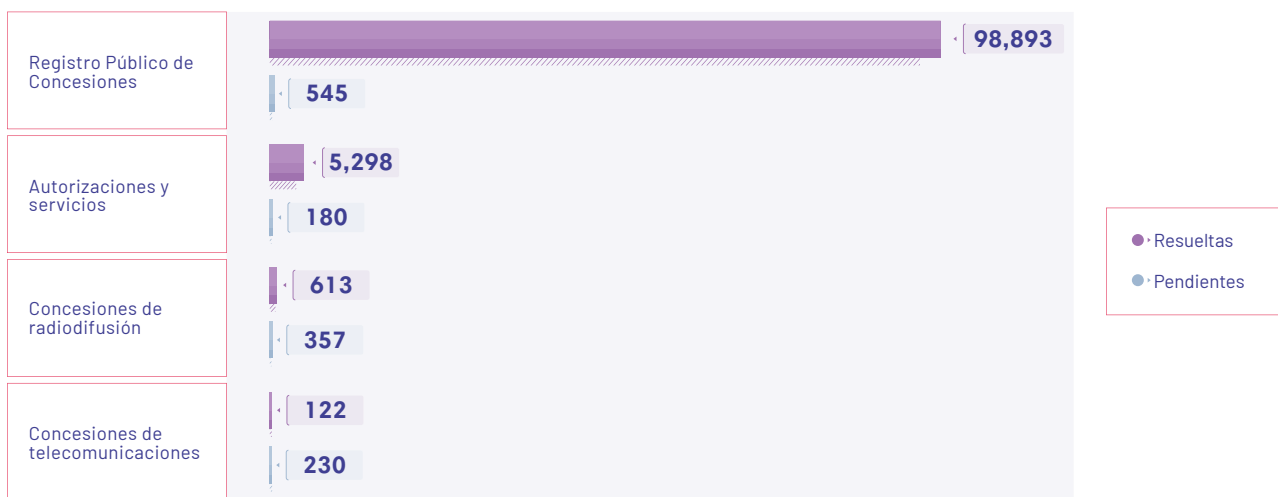 Registro Público de
Concesiones
98,893
545
Autorizaciones y
servicios
5,298
180
Concesiones de
radiodifusión
613
357
Concesiones de
telecomunicaciones
122
230
Resueltas
Pendientes